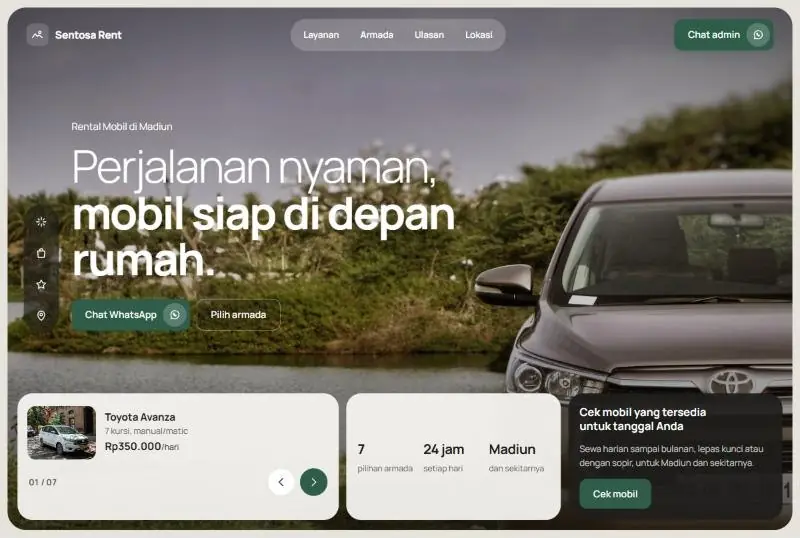 Sentosa Rent
Layanan
Armada
Ulasan
Lokasi
Chat admin
Rental Mobil di Madiun
Perjalanan nyaman,
mobil siap di depan
rumah.
Chat WhatsApp
Pilih armada
Toyota Avanza
7 kursi, manual/matic
Rp350.000/hari
01 / 07
7
pilihan armada
24 jam
setiap hari
Madiun
dan sekitarnya
Cek mobil yang tersedia
untuk tanggal Anda
Sewa harian sampai bulanan, lepas kunci atau
dengan sopir, untuk Madiun dan sekitarnya.
Cek mobil